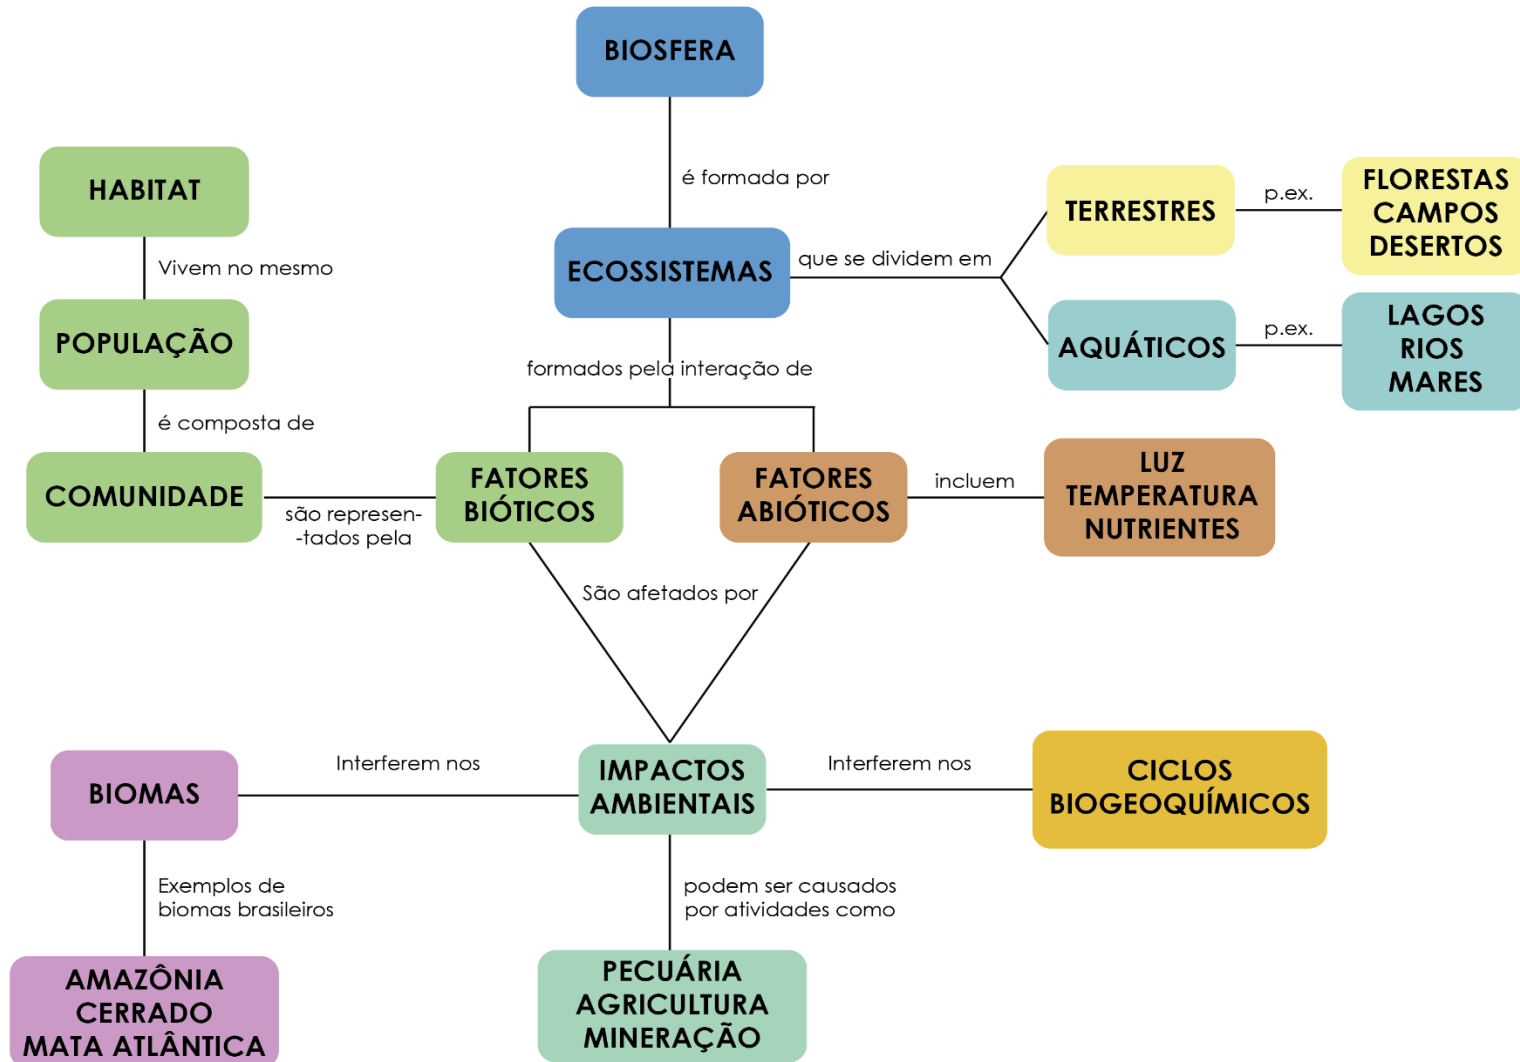 BIOSFERA
é formada por
HABITAT
Vivem no mesmo
POPULAÇÃO
é composta de
COMUNIDADE
são represen-
-tados pela
ECOSSISTEMAS
que se dividem em
TERRESTRES
p.ex.
FLORESTAS
CAMPOS
DESERTOS
AQUÁTICOS
p.ex.
LAGOS
RIOS
MARES
formados pela interação de
FATORES
BIÓTICOS
FATORES
ABIÓTICOS
incluem
LUZ
TEMPERATURA
NUTRIENTES
São afetados por
BIOMAS
Interferem nos
IMPACTOS
AMBIENTAIS
Interferem nos
CICLOS
BIOGEOQUÍMICOS
Exemplos de
biomas brasileiros
AMAZÔNIA
CERRADO
MATA ATLÂNTICA
podem ser causados
por atividades como
PECUÁRIA
AGRICULTURA
MINERAÇÃO